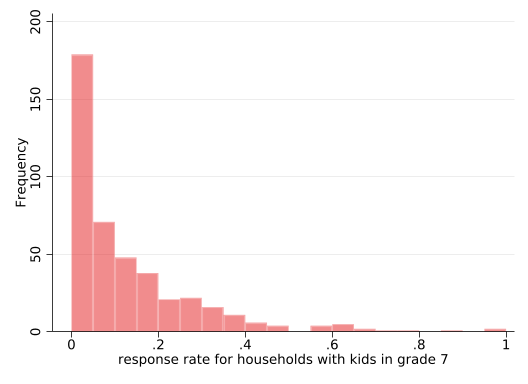 200
150
100
50
0
Frequency
0 .2 .4 .6 .8 1
response rate for households with kids in grade 7